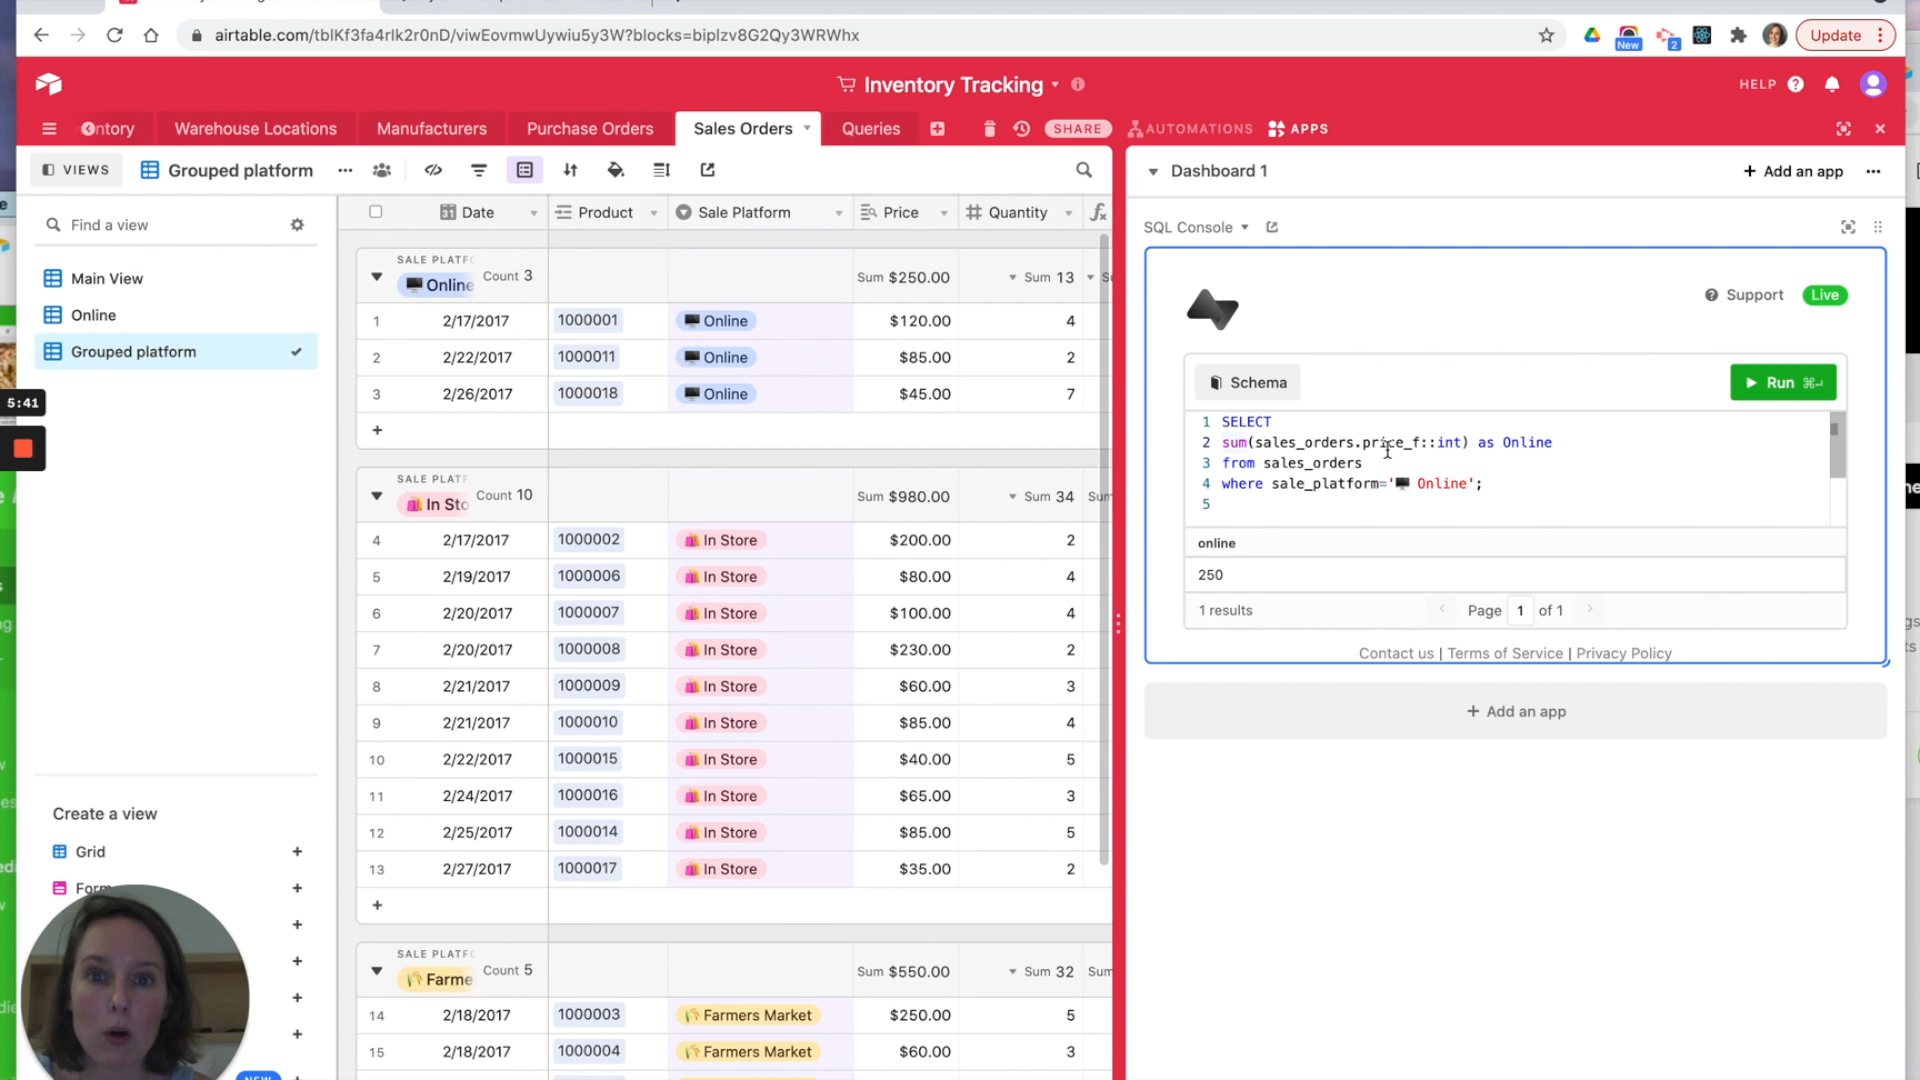 airtable.com/tblKf3fa4rlk2r0nD/viwEovmwUywiu5y3W?blocks=biplzv8G2Qy3WRWhx
New
2
Update
Inventory Tracking
HELP
ntory
Warehouse Locations
Manufacturers
Purchase Orders
Sales Orders
Queries
SHARE
AUTOMATIONS
APPS
VIEWS
Grouped platform
Dashboard 1
+ Add an app
Find a view
Date
Product
Sale Platform
Price
Quantity
SQL Console
Main View
Online
Grouped platform
5:41
SALE PLATF
Online
Count 3
Sum $250.00
Sum 13
1 2/17/2017 1000001 Online $120.00 4
2 2/22/2017 1000011 Online $85.00 2
3 2/26/2017 1000018 Online $45.00 7
+
SALE PLATF
In Sto
Count 10
Sum $980.00
Sum 34
Sum
4 2/17/2017 1000002 In Store $200.00 2
5 2/19/2017 1000006 In Store $80.00 4
6 2/20/2017 1000007 In Store $100.00 4
7 2/20/2017 1000008 In Store $230.00 2
8 2/21/2017 1000009 In Store $60.00 3
9 2/21/2017 1000010 In Store $85.00 4
10 2/22/2017 1000015 In Store $40.00 5
11 2/24/2017 1000016 In Store $65.00 3
12 2/25/2017 1000014 In Store $85.00 5
13 2/27/2017 1000017 In Store $35.00 2
+
SALE PLATF
Farme
Count 5
Sum $550.00
Sum 32
Sum
14 2/18/2017 1000003 Farmers Market $250.00 5
15 2/18/2017 1000004 Farmers Market $60.00 3
Create a view
Grid +
Form +
NEW
Support
Live
Schema
Run
1 SELECT
2 sum(sales_orders.price_f::int) as Online
3 from sales_orders
4 where sale_platform='🖥️ Online';
5
online
250
1 results
Page 1 of 1
Contact us | Terms of Service | Privacy Policy
+ Add an app